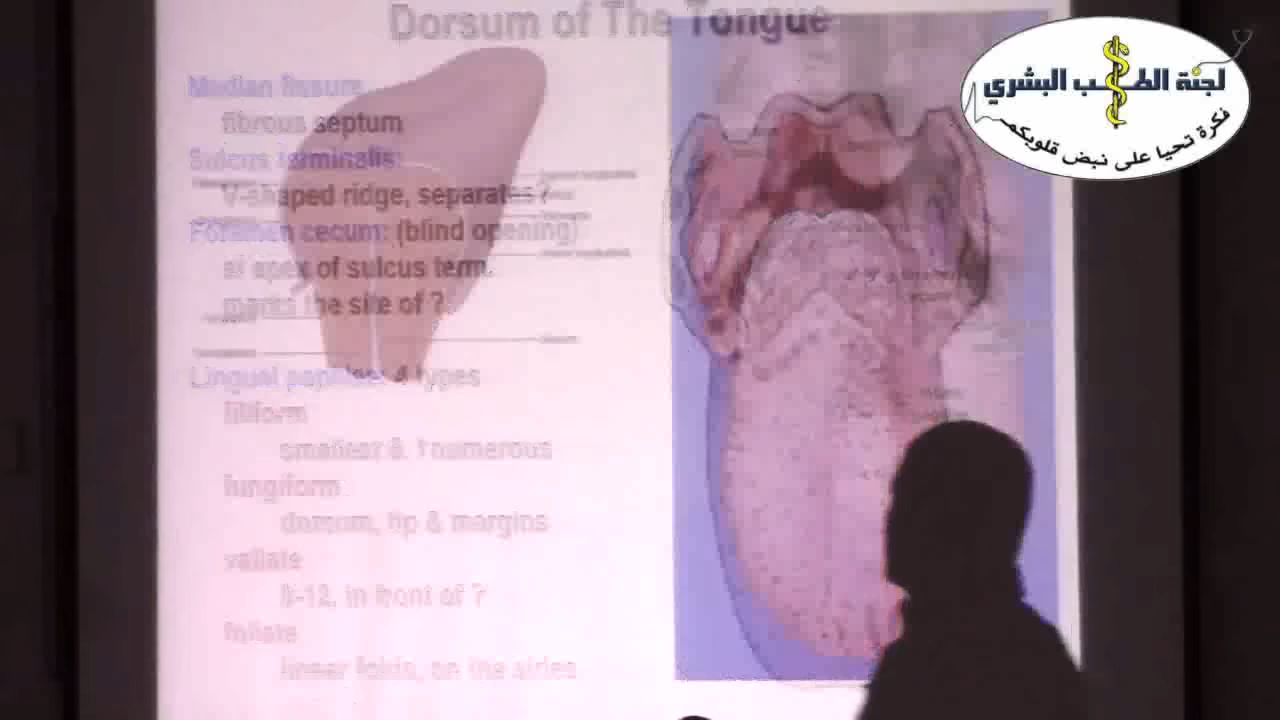 Dorsum of The Tongue
Median fissure
fibrous septum
Sulcus terminalis:
V-shaped ridge, separates?
Foramen cecum: (blind opening)
at apex of sulcus term.
marks the site of ?
Lingual papillae: 4 types
filiform
smallest & numerous
fungiform
dorsum, tip & margins
vallate
8-12, in front of ?
foliate
linear folds, on the sides
لجنة الطب البشري
فكرة تحيا على نبض قلوبكم